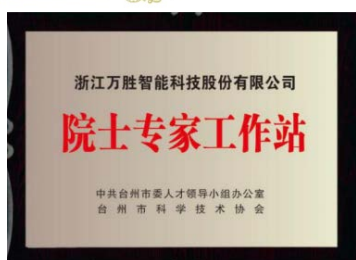 浙江万胜智能科技股份有限公司
院士专家工作站
中共台州市委人才领导小组办公室
台州市科学技术协会